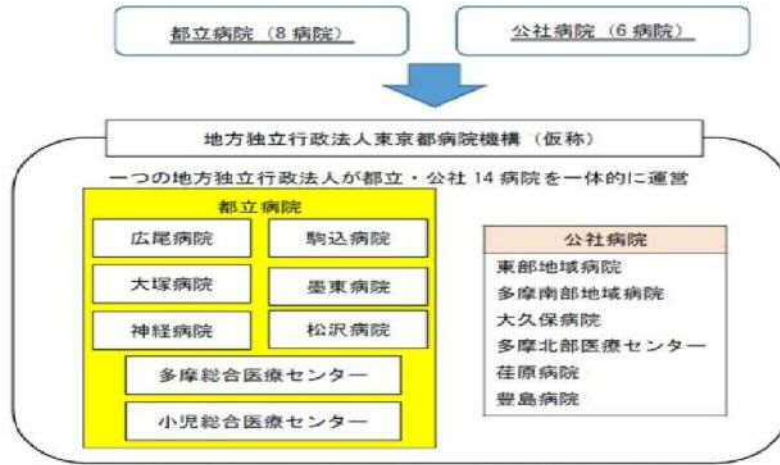 都立病院（8 病院）
公社病院（6 病院）
地方独立行政法人東京都病院機構（仮称）
一つの地方独立行政法人が都立・公社 14 病院を一体的に運営
都立病院
広尾病院
駒込病院
大塚病院
墨東病院
神経病院
松沢病院
多摩総合医療センター
小児総合医療センター
公社病院
東部地域病院
多摩南部地域病院
大久保病院
多摩北部医療センター
荏原病院
豊島病院